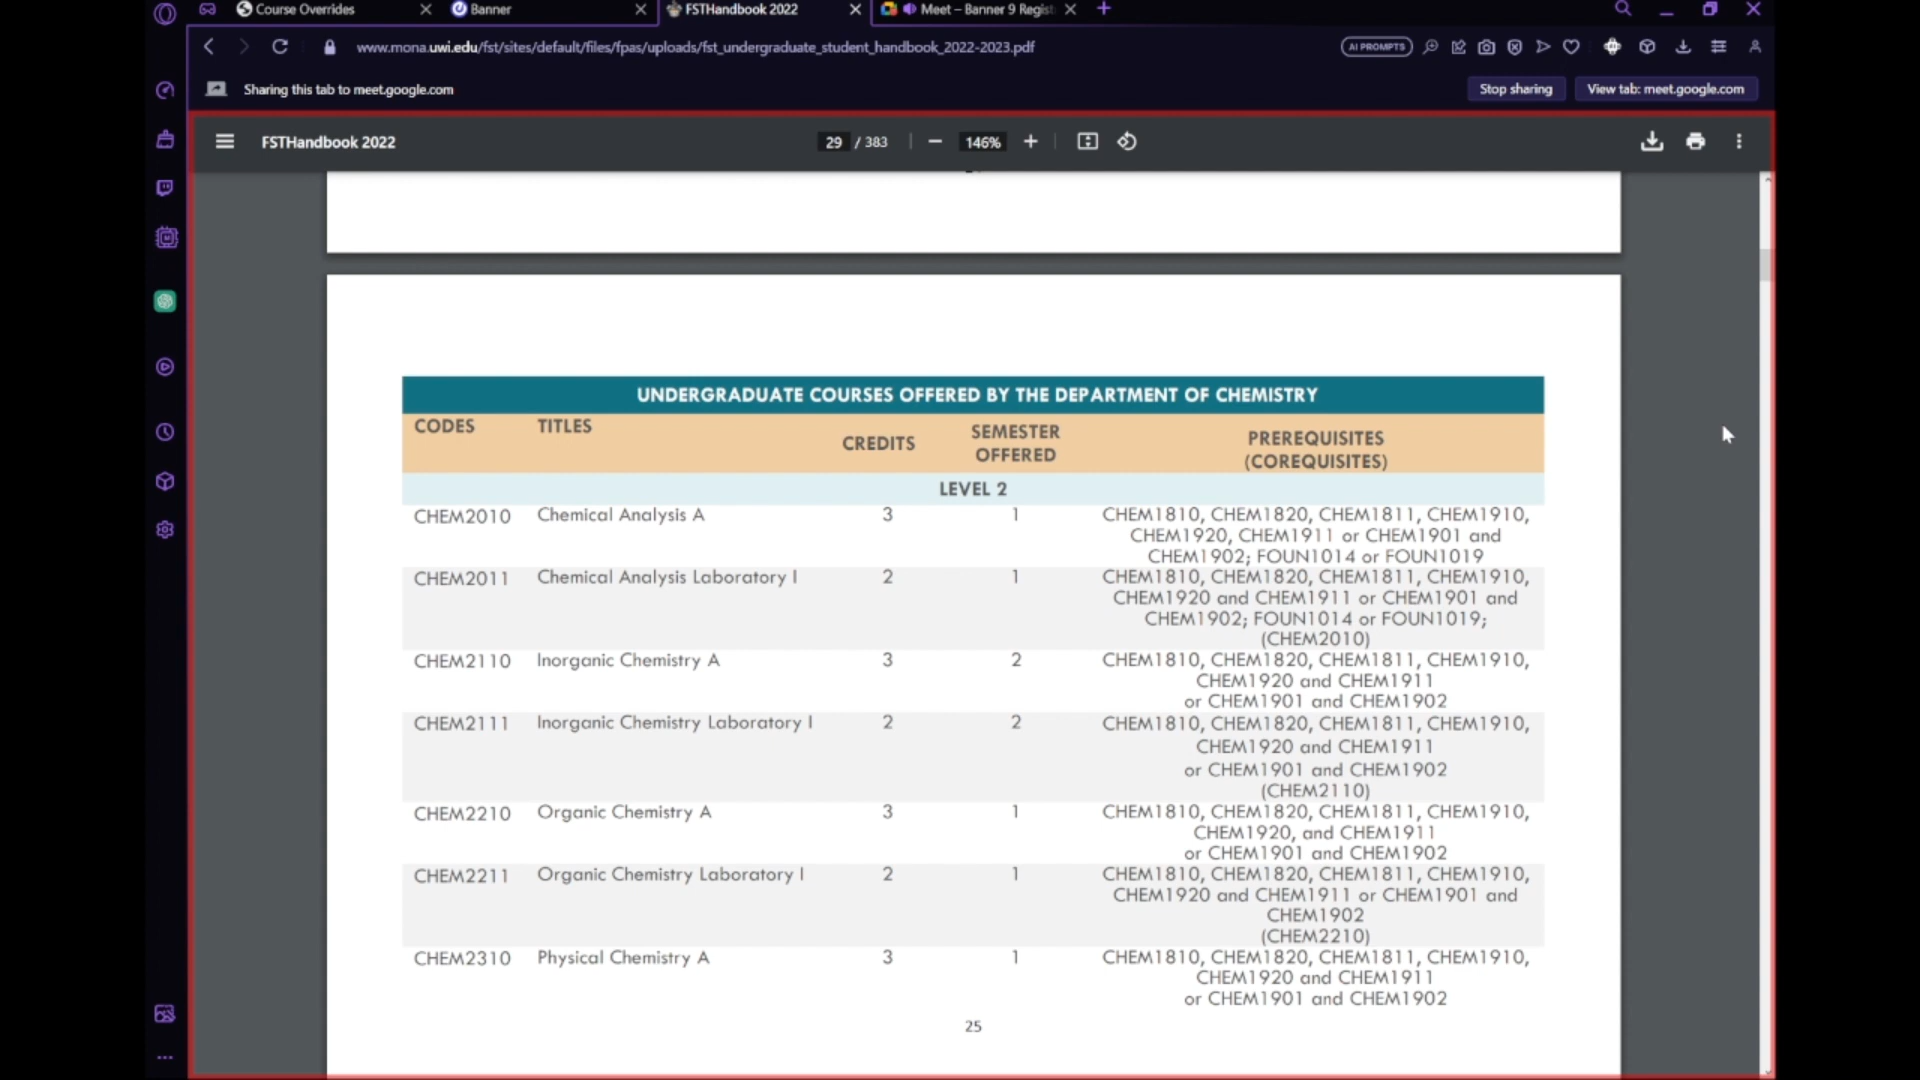 Course Overrides
Banner
FSTHandbook 2022
Meet – Banner 9 Regist
www.mona.uwi.edu/fst/sites/default/files/fpas/uploads/fst_undergraduate_student_handbook_2022-2023.pdf
AI PROMPTS
Sharing this tab to meet.google.com
Stop sharing
View tab: meet.google.com
FSTHandbook 2022
29 / 383
146%
UNDERGRADUATE COURSES OFFERED BY THE DEPARTMENT OF CHEMISTRY
CODES TITLES CREDITS SEMESTER OFFERED PREREQUISITES (COREQUISITES)
LEVEL 2
CHEM2010 Chemical Analysis A 3 1 CHEM1810, CHEM1820, CHEM1811, CHEM1910,
CHEM1920, CHEM1911 or CHEM1901 and
CHEM1902; FOUN1014 or FOUN1019
CHEM2011 Chemical Analysis Laboratory I 2 1 CHEM1810, CHEM1820, CHEM1811, CHEM1910,
CHEM1920 and CHEM1911 or CHEM1901 and
CHEM1902; FOUN1014 or FOUN1019;
(CHEM2010)
CHEM2110 Inorganic Chemistry A 3 2 CHEM1810, CHEM1820, CHEM1811, CHEM1910,
CHEM1920 and CHEM1911
or CHEM1901 and CHEM1902
CHEM2111 Inorganic Chemistry Laboratory I 2 2 CHEM1810, CHEM1820, CHEM1811, CHEM1910,
CHEM1920 and CHEM1911
or CHEM1901 and CHEM1902
(CHEM2110)
CHEM2210 Organic Chemistry A 3 1 CHEM1810, CHEM1820, CHEM1811, CHEM1910,
CHEM1920, and CHEM1911
or CHEM1901 and CHEM1902
CHEM2211 Organic Chemistry Laboratory I 2 1 CHEM1810, CHEM1820, CHEM1811, CHEM1910,
CHEM1920 and CHEM1911 or CHEM1901 and
CHEM1902
(CHEM2210)
CHEM2310 Physical Chemistry A 3 1 CHEM1810, CHEM1820, CHEM1811, CHEM1910,
CHEM1920 and CHEM1911
or CHEM1901 and CHEM1902
25